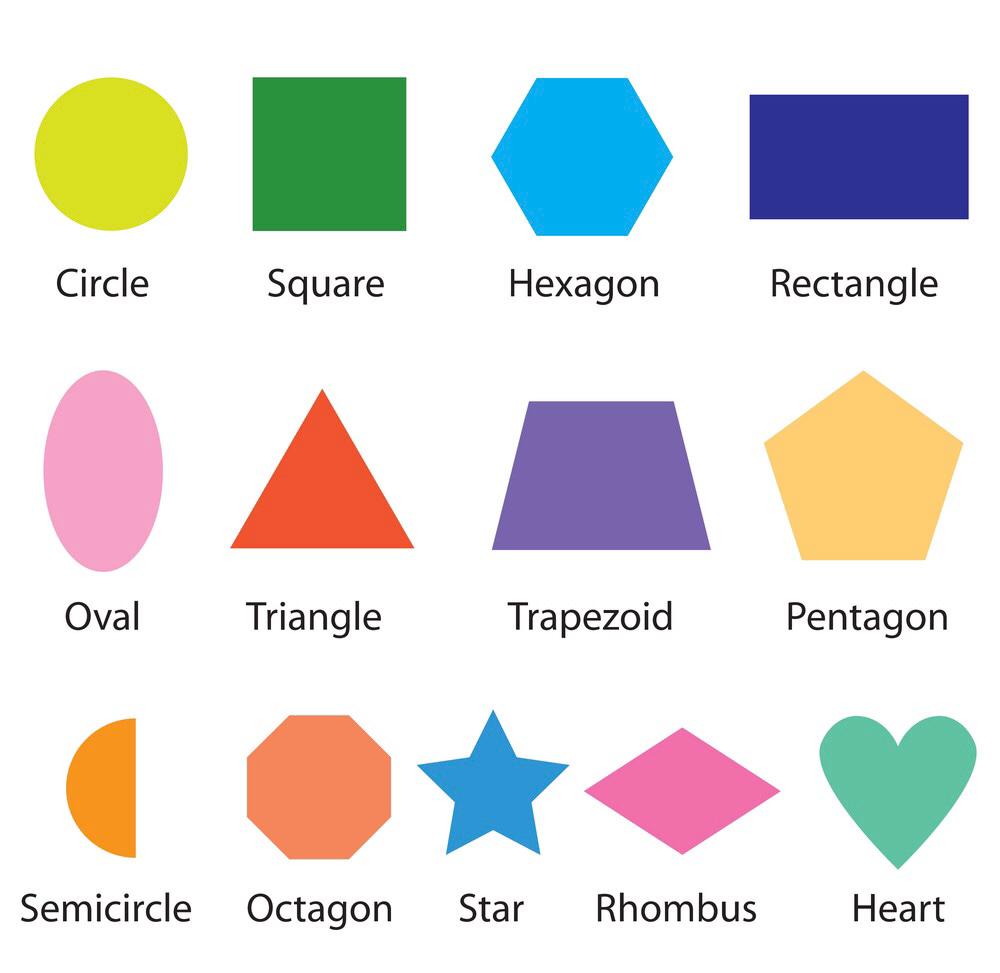 Circle Square Hexagon Rectangle
Oval Triangle Trapezoid Pentagon
Semicircle Octagon Star Rhombus Heart